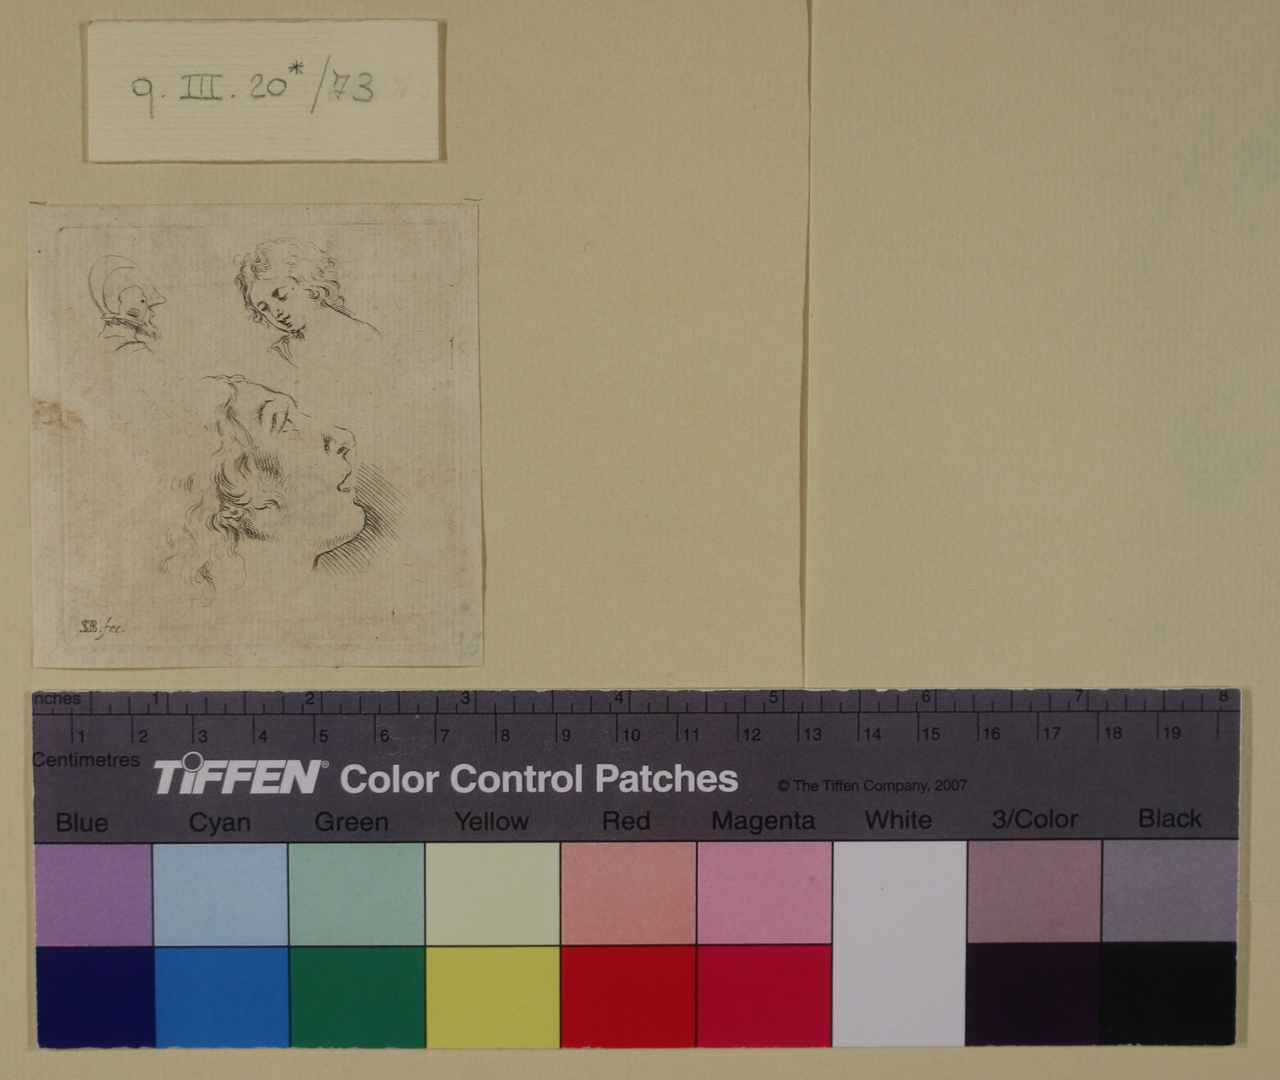 q. III. 20* / 73
SDB. fec.
nches 1 2 3 4 5 6 7 8
1 2 3 4 5 6 7 8 9 10 11 12 13 14 15 16 17 18 19
Centimetres
TIFFEN® Color Control Patches © The Tiffen Company, 2007
Blue Cyan Green Yellow Red Magenta White 3/Color Black